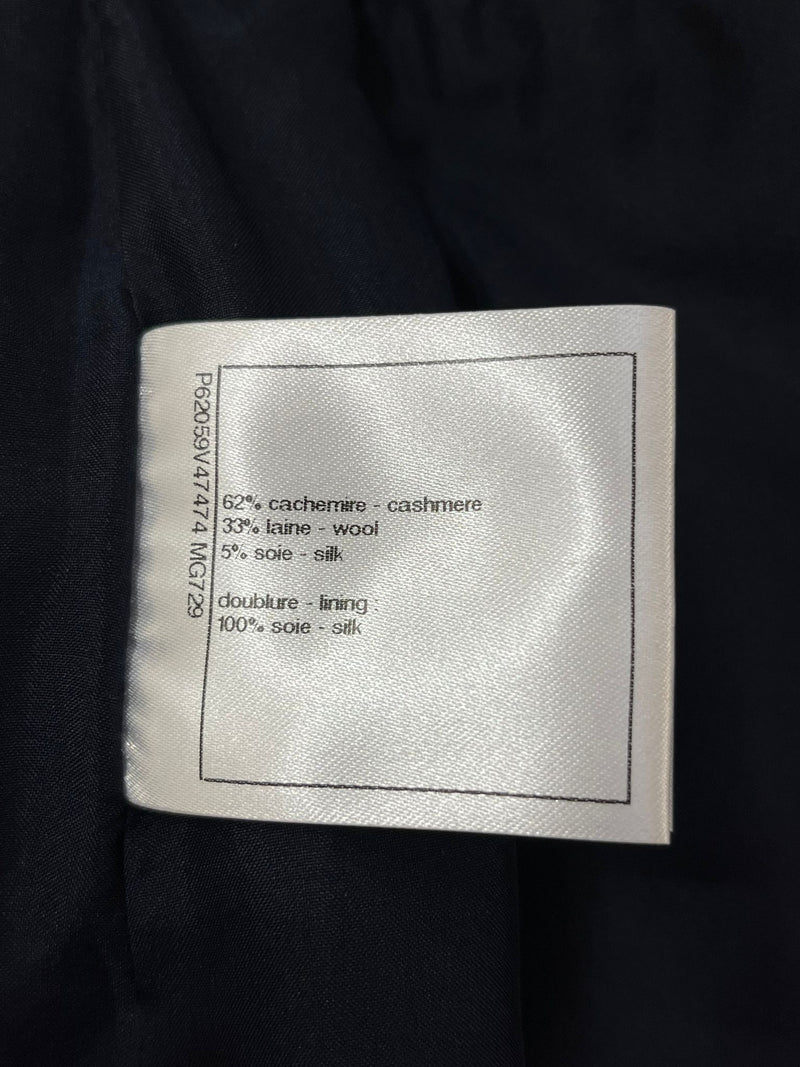 P62059V47474 MG729
62% cachemire - cashmere
33% laine - wool
5% soie - silk
doublure - lining
100% soie - silk